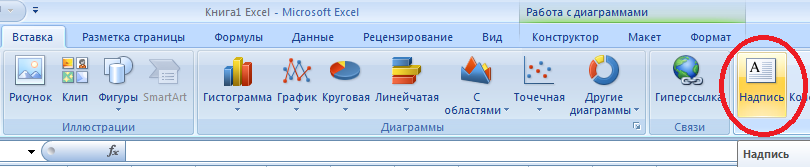 Книга1 Excel - Microsoft Excel
Работа с диаграммами
Вставка Разметка страницы Формулы Данные Рецензирование Вид Конструктор Макет Формат
Рисунок Клип Фигуры SmartArt Гистограмма График Круговая Линейчатая С областями Точечная Другие диаграммы Гиперссылка Надпись
Иллюстрации Диаграммы Связи
fx
Надпись